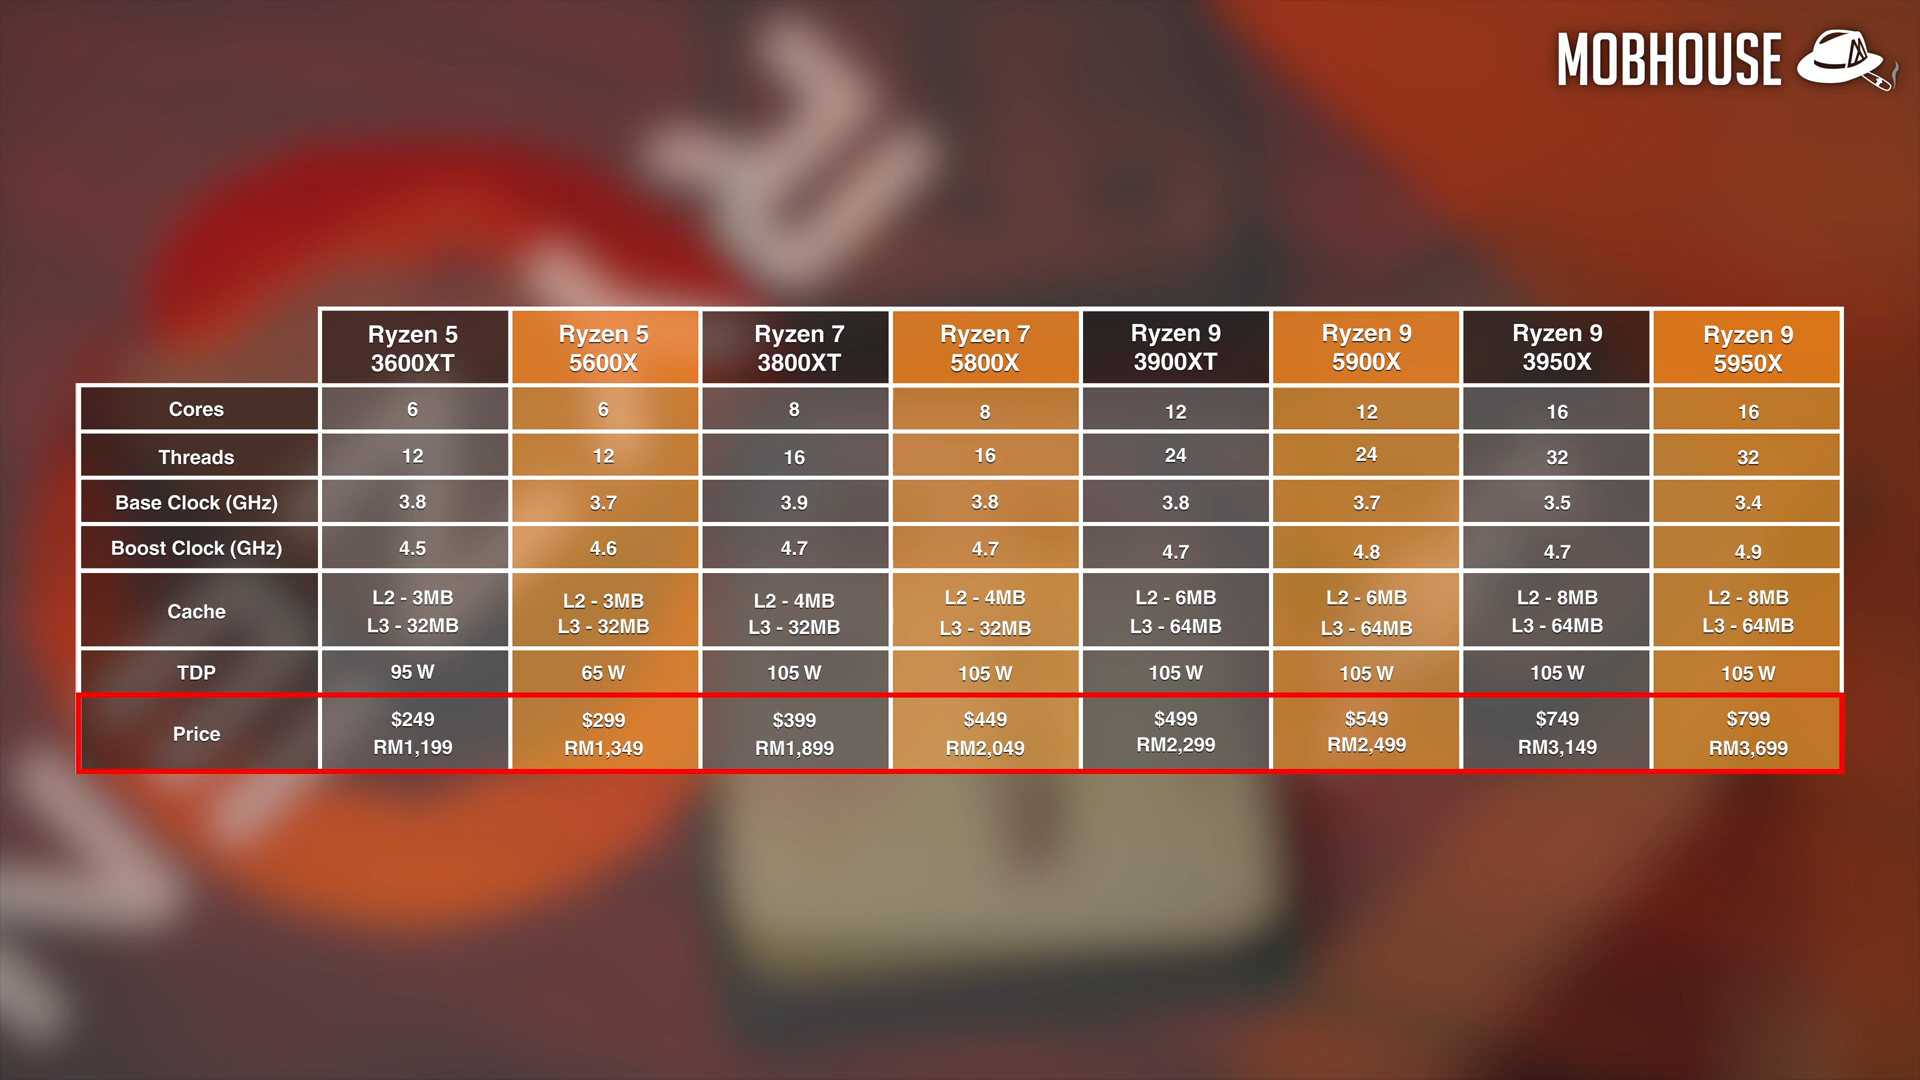 MOBHOUSE
Ryzen 5 3600XT Ryzen 5 5600X Ryzen 7 3800XT Ryzen 7 5800X Ryzen 9 3900XT Ryzen 9 5900X Ryzen 9 3950X Ryzen 9 5950X
Cores 6 6 8 8 12 12 16 16
Threads 12 12 16 16 24 24 32 32
Base Clock (GHz) 3.8 3.7 3.9 3.8 3.8 3.7 3.5 3.4
Boost Clock (GHz) 4.5 4.6 4.7 4.7 4.7 4.8 4.7 4.9
Cache L2 - 3MB L3 - 32MB L2 - 3MB L3 - 32MB L2 - 4MB L3 - 32MB L2 - 4MB L3 - 32MB L2 - 6MB L3 - 64MB L2 - 6MB L3 - 64MB L2 - 8MB L3 - 64MB L2 - 8MB L3 - 64MB
TDP 95 W 65 W 105 W 105 W 105 W 105 W 105 W 105 W
Price $249 RM1,199 $299 RM1,349 $399 RM1,899 $449 RM2,049 $499 RM2,299 $549 RM2,499 $749 RM3,149 $799 RM3,699